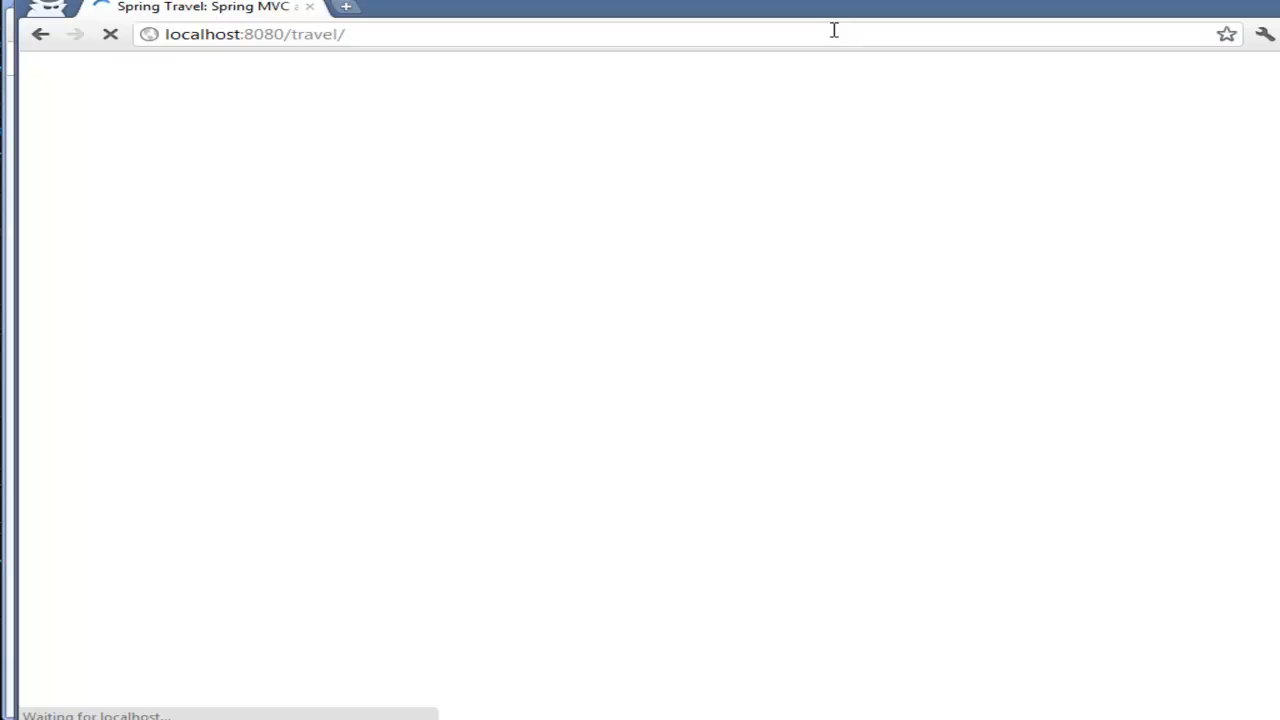 Spring Travel: Spring MVC
localhost:8080/travel/
Waiting for localhost...